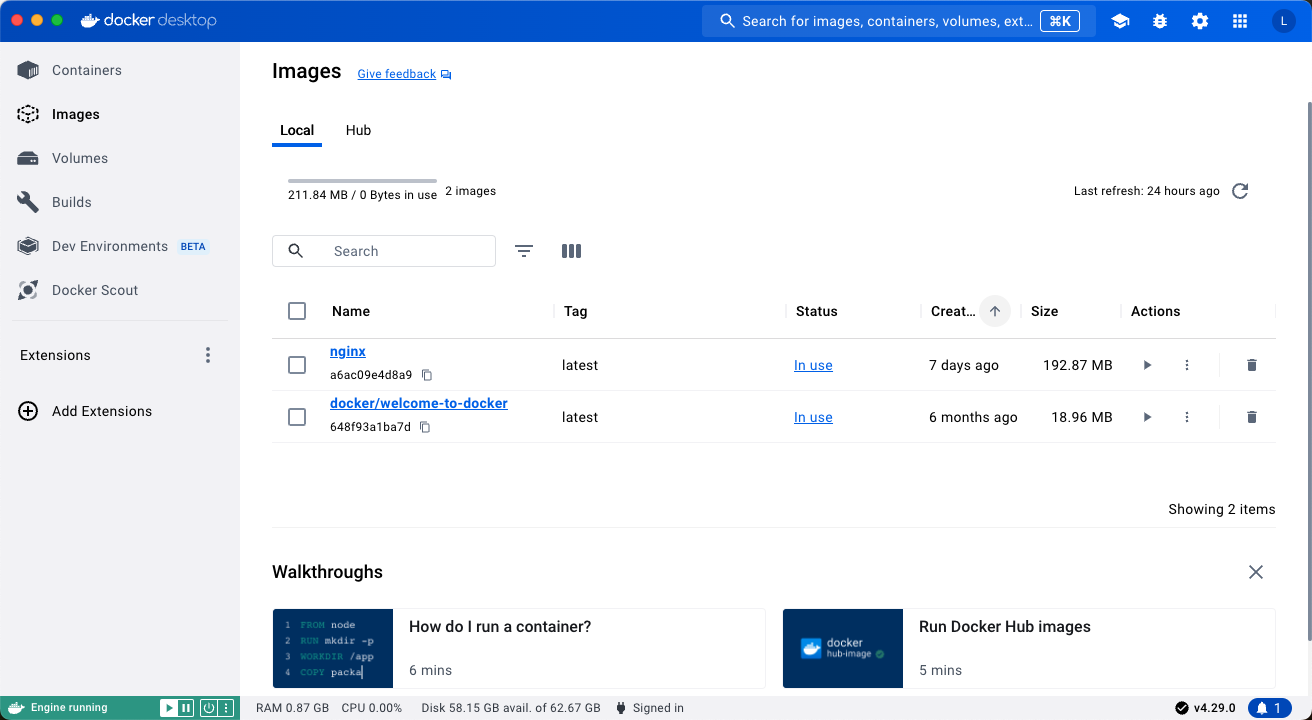 docker desktop
Search for images, containers, volumes, ext... ⌘K
L
Containers
Images
Volumes
Builds
Dev Environments BETA
Docker Scout
Extensions
Add Extensions
Images Give feedback
Local Hub
211.84 MB / 0 Bytes in use 2 images
Last refresh: 24 hours ago
Search
Name Tag Status Creat... Size Actions
nginx
a6ac09e4d8a9
latest In use 7 days ago 192.87 MB
docker/welcome-to-docker
648f93a1ba7d
latest In use 6 months ago 18.96 MB
Showing 2 items
Walkthroughs
1 FROM node
2 RUN mkdir -p
3 WORKDIR /app
4 COPY packa
How do I run a container?
6 mins
docker
hub-image
Run Docker Hub images
5 mins
Engine running
RAM 0.87 GB CPU 0.00% Disk 58.15 GB avail. of 62.67 GB Signed in
v4.29.0 1